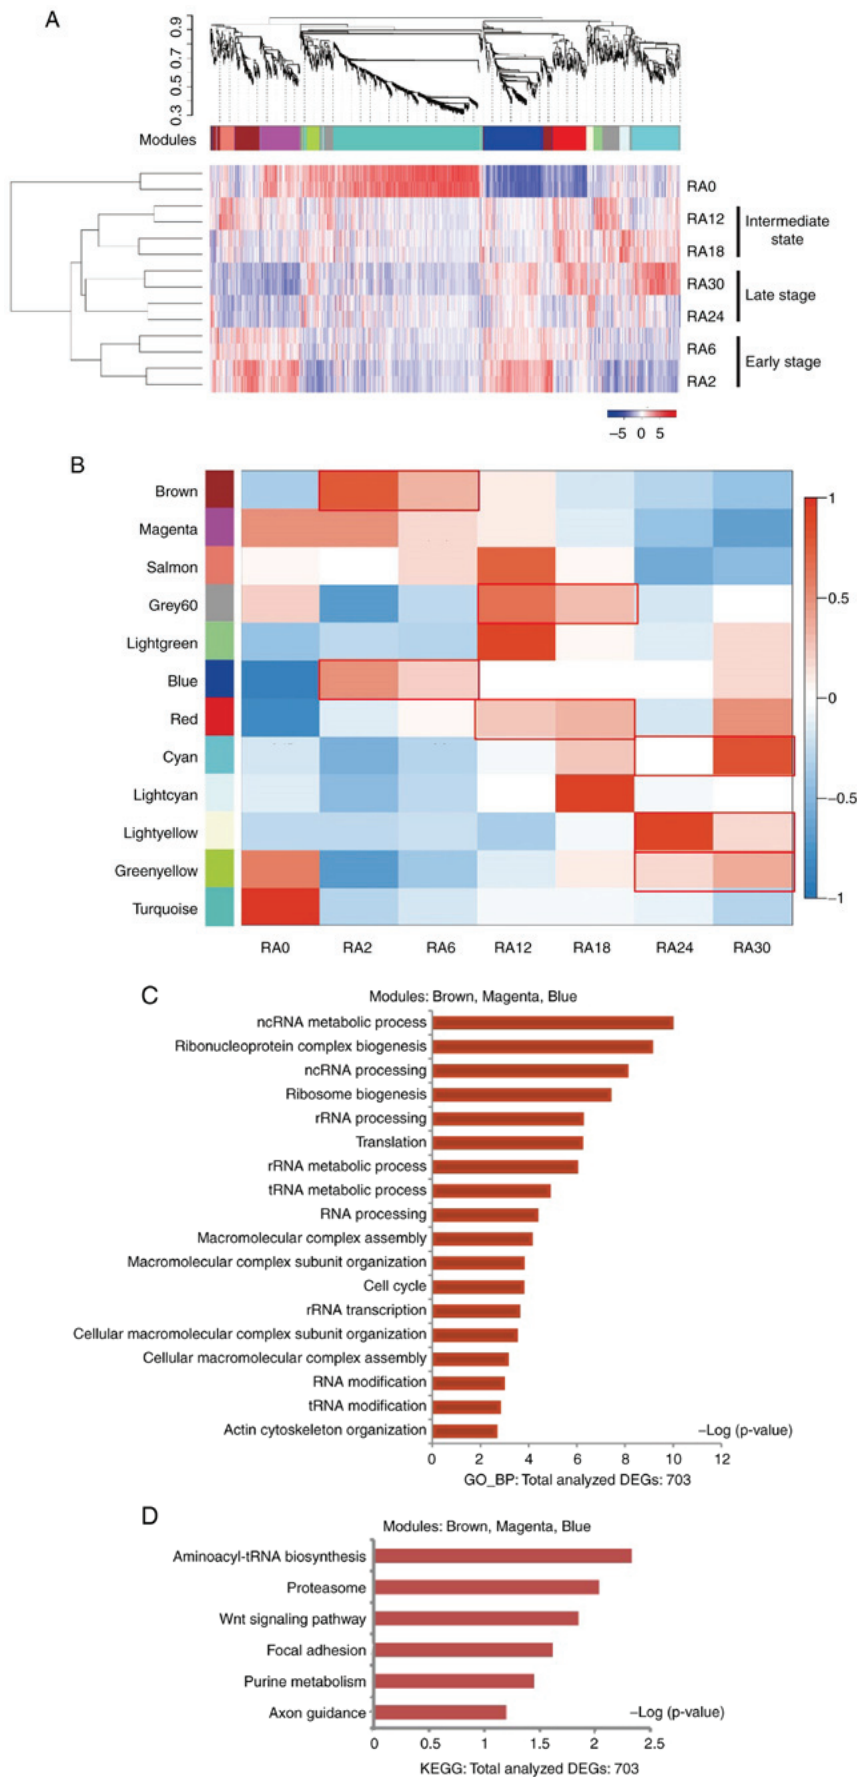 A
0.9
0.7
0.5
0.3
Modules
RA0
RA12
RA18
Intermediate
state
RA30
RA24
Late stage
RA6
RA2
Early stage
−5 0 5
B
Brown
Magenta
Salmon
Grey60
Lightgreen
Blue
Red
Cyan
Lightcyan
Lightyellow
Greenyellow
Turquoise
1
−0.5
−0
−−0.5
−−1
RA0 RA2 RA6 RA12 RA18 RA24 RA30
C
Modules: Brown, Magenta, Blue
ncRNA metabolic process
Ribonucleoprotein complex biogenesis
ncRNA processing
Ribosome biogenesis
rRNA processing
Translation
rRNA metabolic process
tRNA metabolic process
RNA processing
Macromolecular complex assembly
Macromolecular complex subunit organization
Cell cycle
rRNA transcription
Cellular macromolecular complex subunit organization
Cellular macromolecular complex assembly
RNA modification
tRNA modification
Actin cytoskeleton organization
−Log (p-value)
0 2 4 6 8 10 12
GO_BP: Total analyzed DEGs: 703
D
Modules: Brown, Magenta, Blue
Aminoacyl-tRNA biosynthesis
Proteasome
Wnt signaling pathway
Focal adhesion
Purine metabolism
Axon guidance
−Log (p-value)
0 0.5 1 1.5 2 2.5
KEGG: Total analyzed DEGs: 703